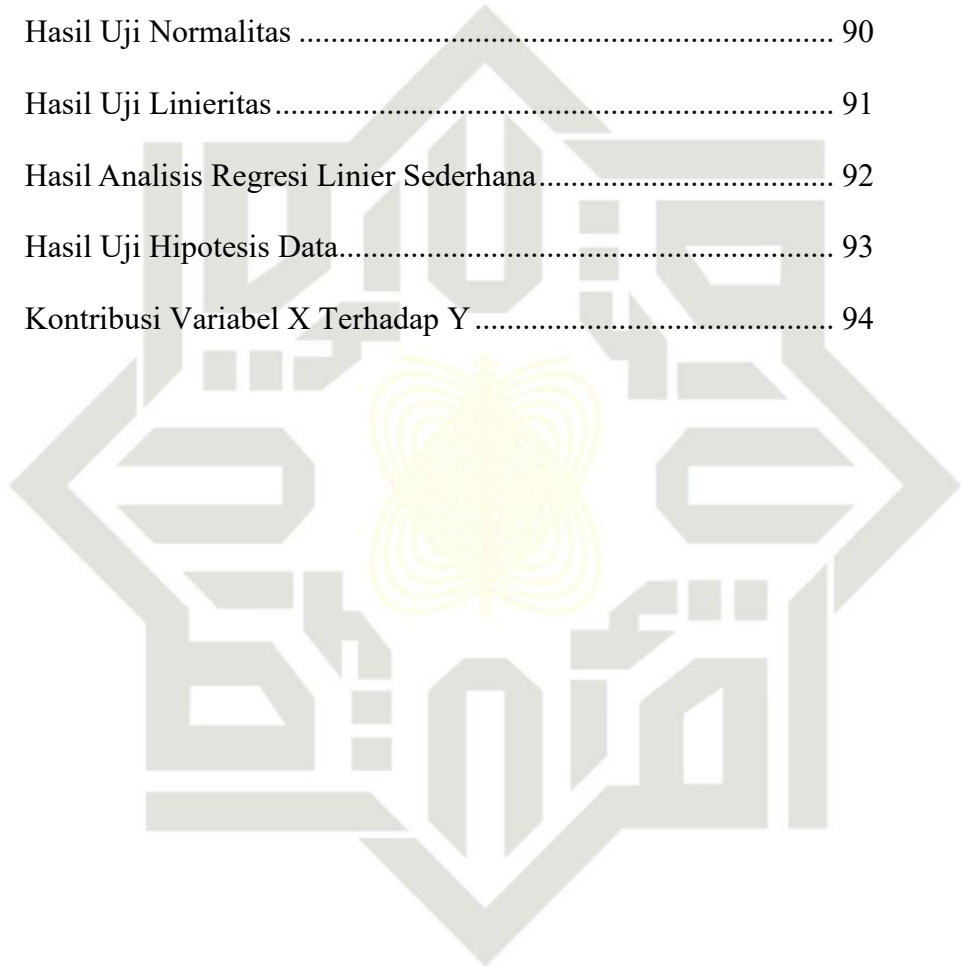 Hasil Uji Normalitas .................................................................... 90
Hasil Uji Linieritas....................................................................... 91
Hasil Analisis Regresi Linier Sederhana..................................... 92
Hasil Uji Hipotesis Data............................................................... 93
Kontribusi Variabel X Terhadap Y ............................................. 94